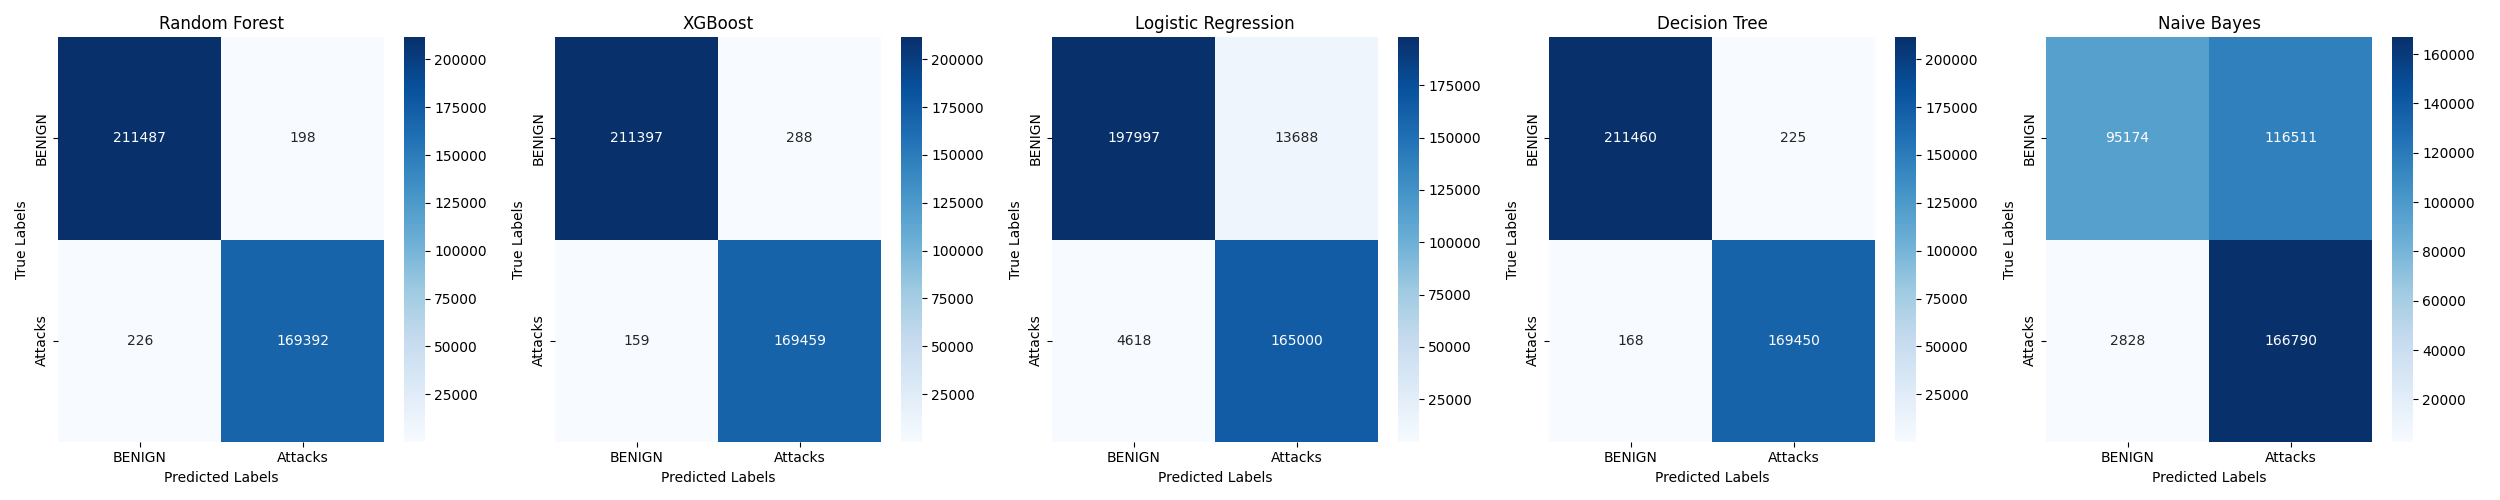 Random Forest
BENIGN
Attacks
True Labels
211487
198
226
169392
BENIGN
Attacks
Predicted Labels
200000
175000
150000
125000
100000
75000
50000
25000
XGBoost
BENIGN
Attacks
True Labels
211397
288
159
169459
BENIGN
Attacks
Predicted Labels
200000
175000
150000
125000
100000
75000
50000
25000
Logistic Regression
BENIGN
Attacks
True Labels
197997
13688
4618
165000
BENIGN
Attacks
Predicted Labels
175000
150000
125000
100000
75000
50000
25000
Decision Tree
BENIGN
Attacks
True Labels
211460
225
168
169450
BENIGN
Attacks
Predicted Labels
200000
175000
150000
125000
100000
75000
50000
25000
Naive Bayes
BENIGN
Attacks
True Labels
95174
116511
2828
166790
BENIGN
Attacks
Predicted Labels
160000
140000
120000
100000
80000
60000
40000
20000